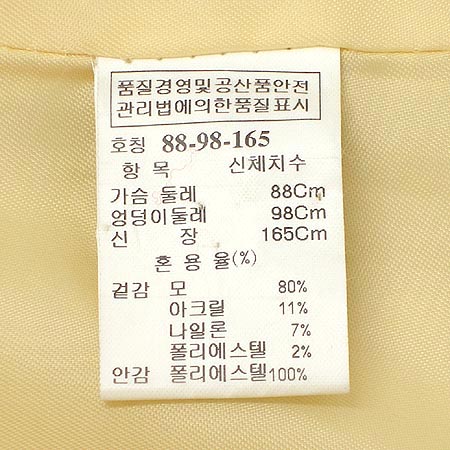 품질경영및공산품안전
관리법에의한품질표시
호칭 88-98-165
항 목 신체치수
가슴 둘레 88Cm
엉덩이둘레 98Cm
신 장 165Cm
혼 용 율(%)
겉감 모 80%
아크릴 11%
나일론 7%
폴리에스텔 2%
안감 폴리에스텔100%